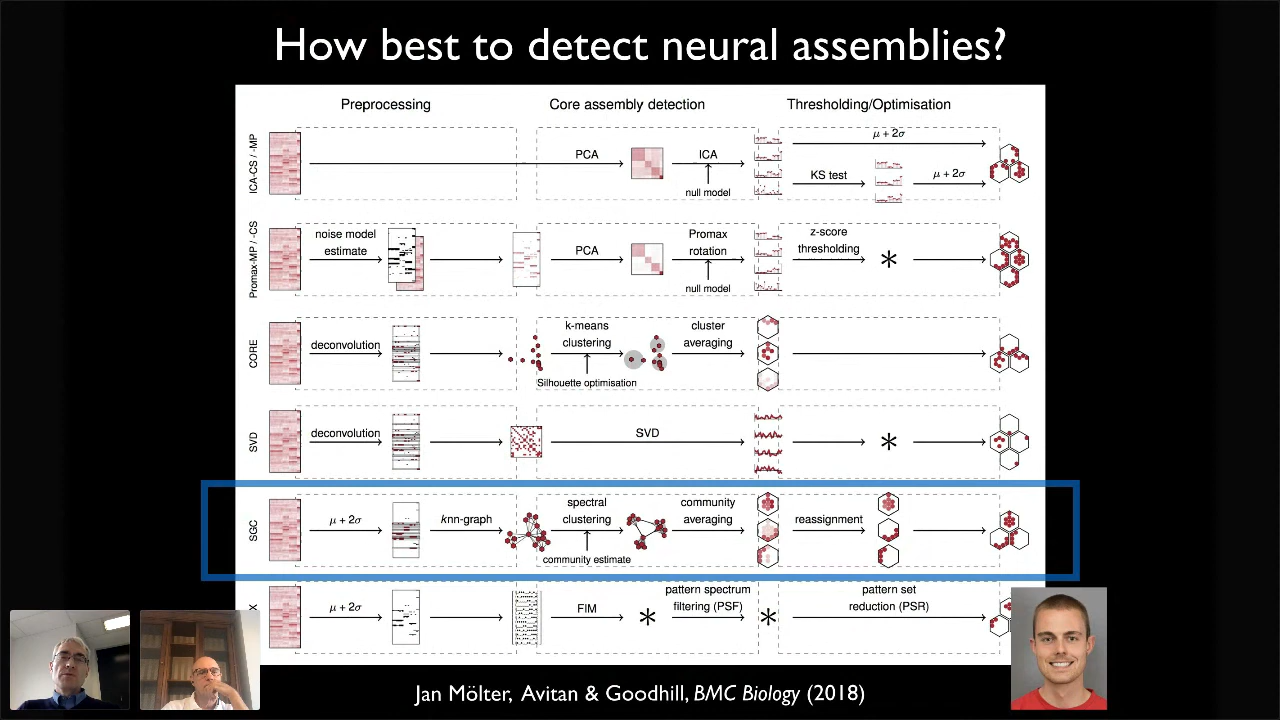 How best to detect neural assemblies?
Preprocessing
Core assembly detection
Thresholding/Optimisation
ICA-CS / -MP
PCA
ICA
null model
μ + 2σ
KS test
μ + 2σ
Promax-MP / -CS
noise model
estimate
PCA
Promax
rotation
null model
z-score
thresholding
*
CORE
deconvolution
k-means
clustering
Silhouette optimisation
cluster
averaging
SVD
deconvolution
SVD
*
SGC
μ + 2σ
knn-graph
spectral
clustering
community estimate
community
averaging
reassignment
X
μ + 2σ
FIM
*
pattern spectrum
filtering (PSF)
*
pattern set
reduction (PSR)
Jan Mölter, Avitan & Goodhill, BMC Biology (2018)